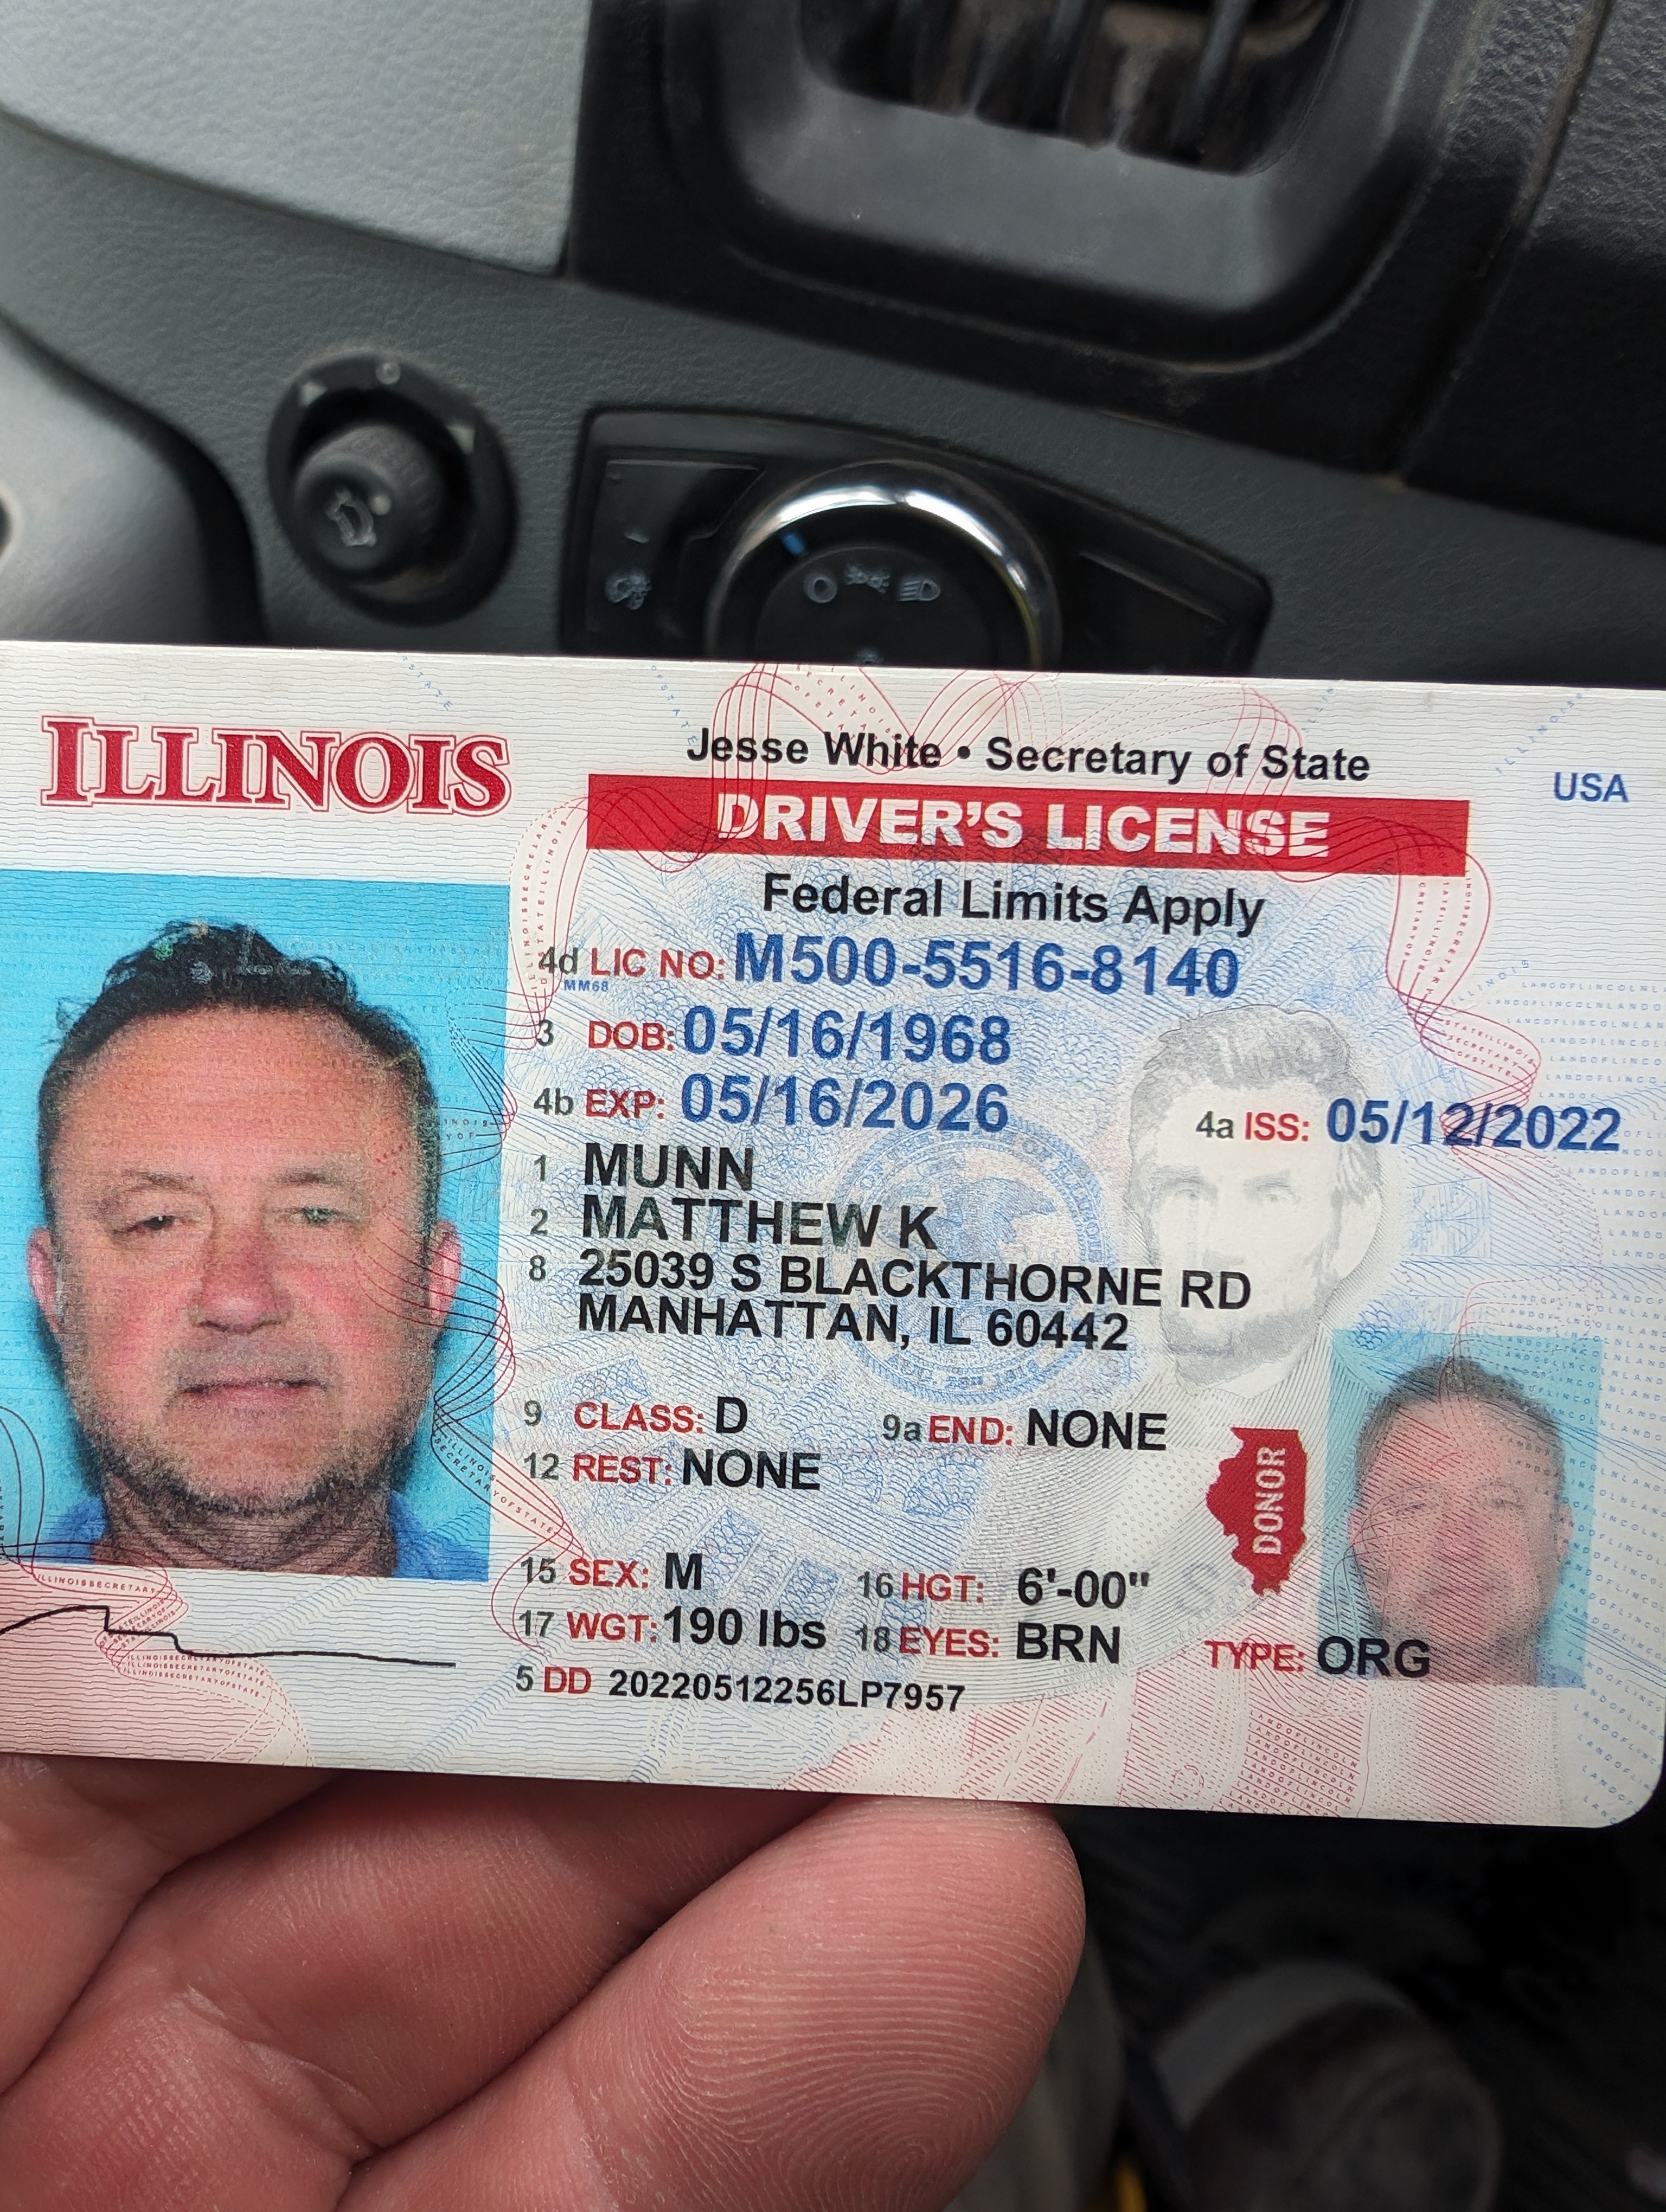 ILLINOIS
Jesse White • Secretary of State
USA
DRIVER'S LICENSE
Federal Limits Apply
4d LIC NO: M500-5516-8140
MM68
3 DOB: 05/16/1968
4b EXP: 05/16/2026
4a ISS: 05/12/2022
1 MUNN
2 MATTHEW K
8 25039 S BLACKTHORNE RD
MANHATTAN, IL 60442
9 CLASS: D 9a END: NONE
12 REST: NONE
DONOR
15 SEX: M 16 HGT: 6'-00"
17 WGT: 190 lbs 18 EYES: BRN
TYPE: ORG
5 DD 20220512256LP7957